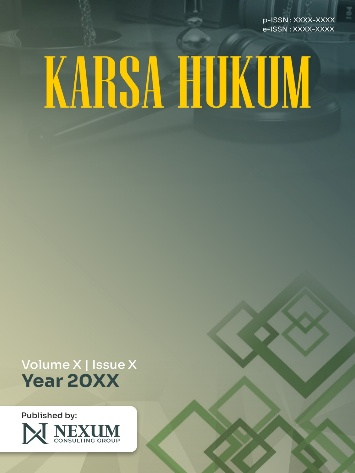 p-ISSN : XXXX-XXXX
e-ISSN : XXXX-XXXX
KARSA HUKUM
Volume X | Issue X
Year 20XX
Published by:
NEXUM
CONSULTING GROUP